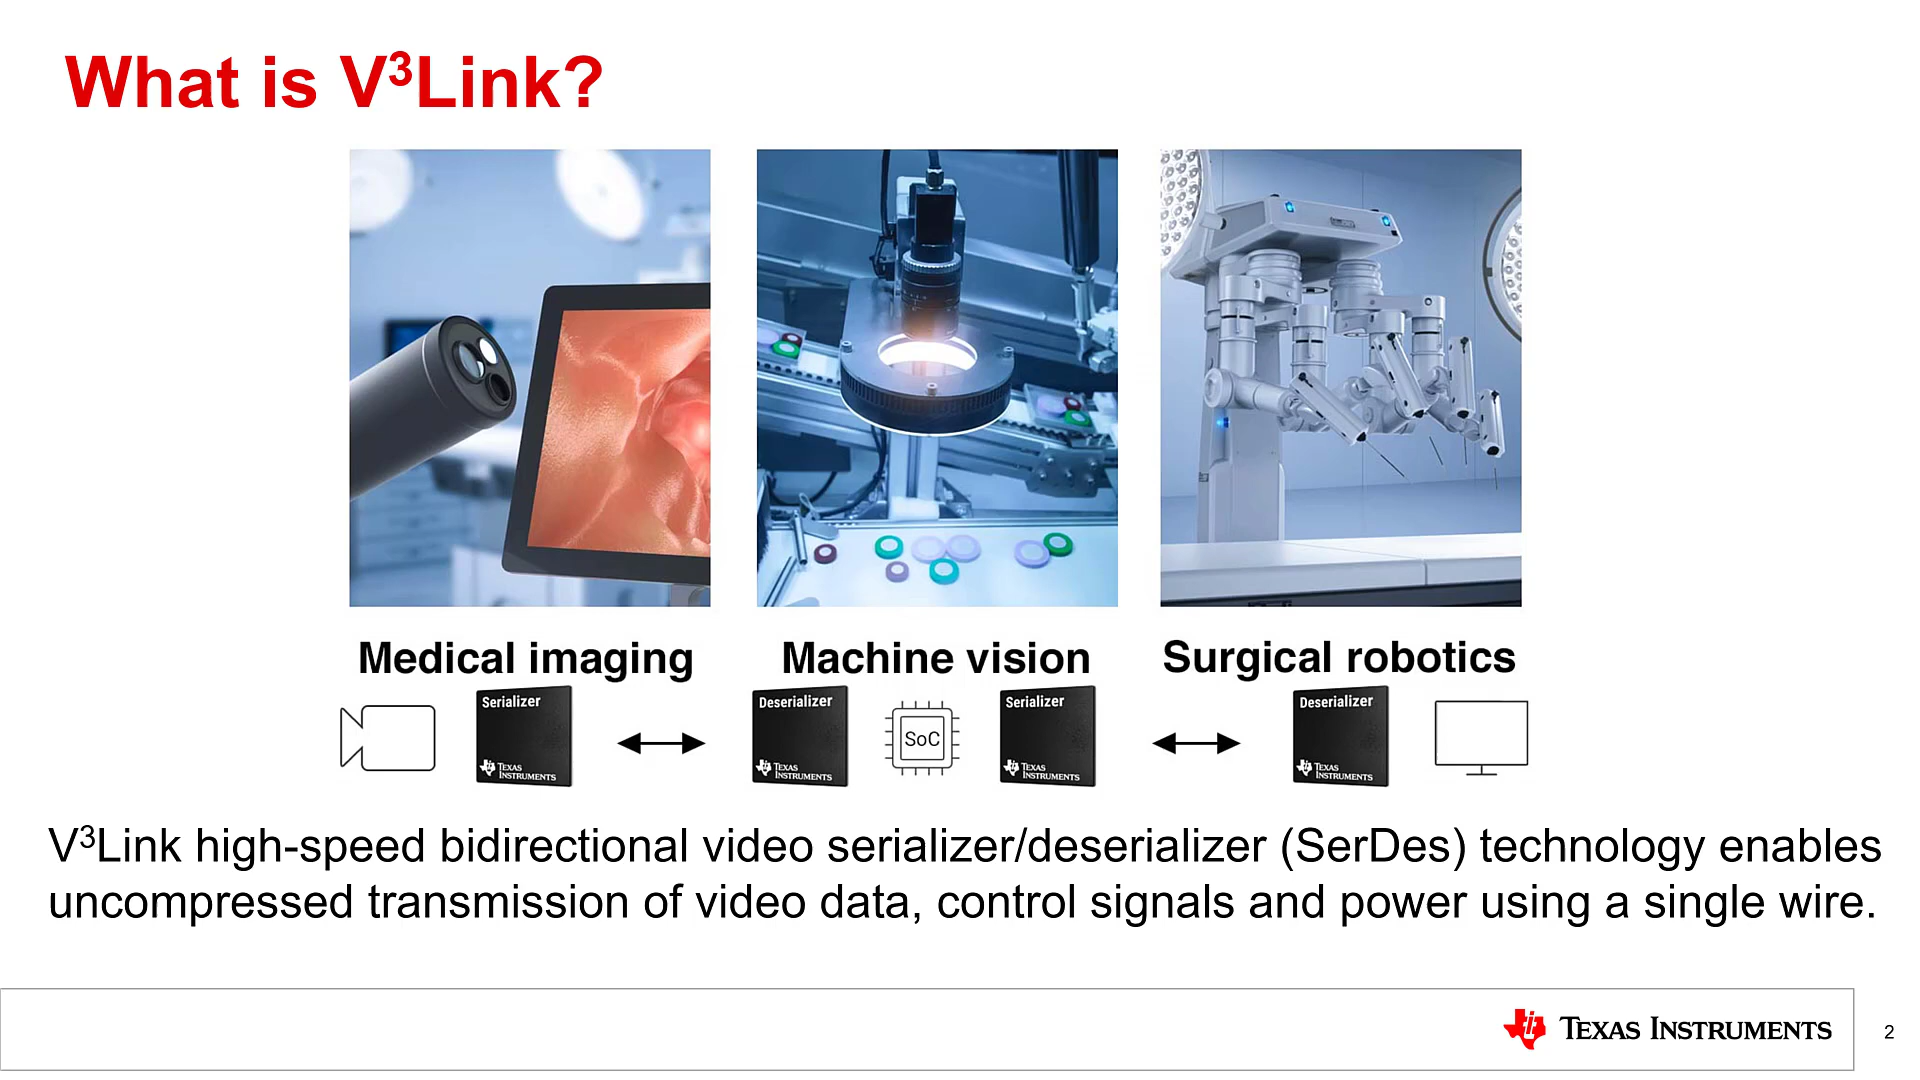 What is V³Link?
Medical imaging
Machine vision
Surgical robotics
Serializer
TEXAS INSTRUMENTS
Deserializer
TEXAS INSTRUMENTS
SoC
Serializer
TEXAS INSTRUMENTS
Deserializer
TEXAS INSTRUMENTS
V³Link high-speed bidirectional video serializer/deserializer (SerDes) technology enables
uncompressed transmission of video data, control signals and power using a single wire.
TEXAS INSTRUMENTS
2